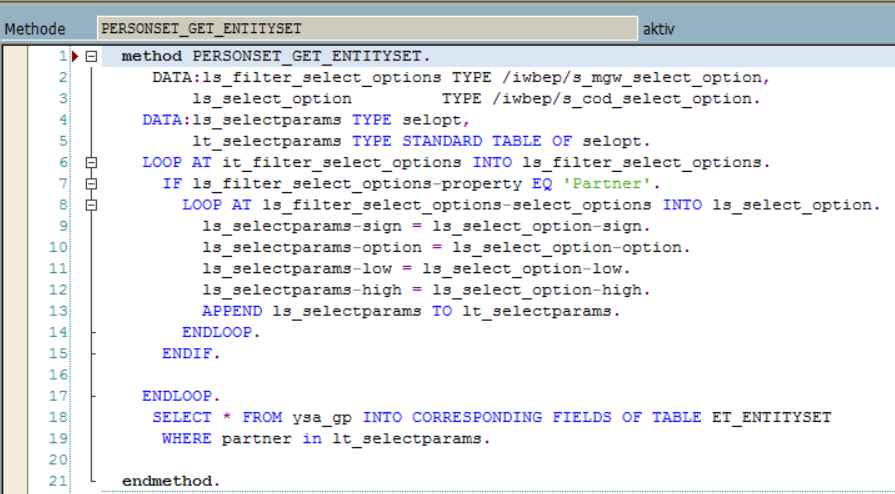 Methode PERSONSET_GET_ENTITYSET aktiv
1 method PERSONSET_GET_ENTITYSET.
2 DATA:ls_filter_select_options TYPE /iwbep/s_mgw_select_option,
3 ls_select_option TYPE /iwbep/s_cod_select_option.
4 DATA:ls_selectparams TYPE selopt,
5 lt_selectparams TYPE STANDARD TABLE OF selopt.
6 LOOP AT it_filter_select_options INTO ls_filter_select_options.
7 IF ls_filter_select_options-property EQ 'Partner'.
8 LOOP AT ls_filter_select_options-select_options INTO ls_select_option.
9 ls_selectparams-sign = ls_select_option-sign.
10 ls_selectparams-option = ls_select_option-option.
11 ls_selectparams-low = ls_select_option-low.
12 ls_selectparams-high = ls_select_option-high.
13 APPEND ls_selectparams TO lt_selectparams.
14 ENDLOOP.
15 ENDIF.
16
17 ENDLOOP.
18 SELECT * FROM ysa_gp INTO CORRESPONDING FIELDS OF TABLE ET_ENTITYSET
19 WHERE partner in lt_selectparams.
20
21 endmethod.